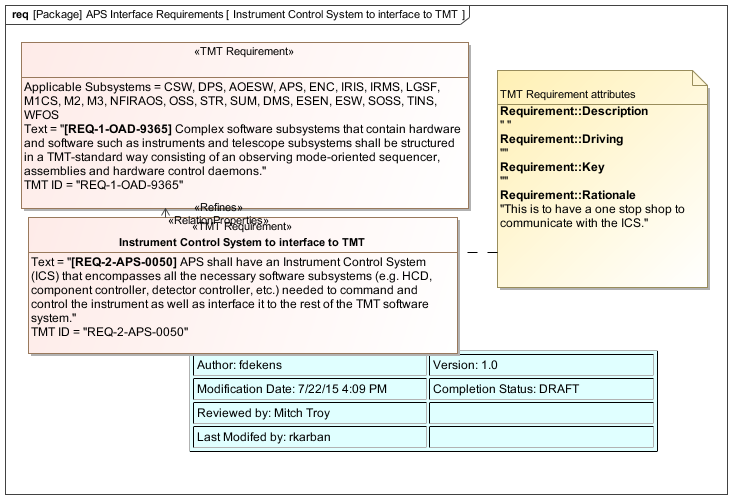 req [Package] APS Interface Requirements [ Instrument Control System to interface to TMT ]
«TMT Requirement»
Applicable Subsystems = CSW, DPS, AOESW, APS, ENC, IRIS, IRMS, LGSF,
M1CS, M2, M3, NFIRAOS, OSS, STR, SUM, DMS, ESEN, ESW, SOSS, TINS,
WFOS
Text = "[REQ-1-OAD-9365] Complex software subsystems that contain hardware
and software such as instruments and telescope subsystems shall be structured
in a TMT-standard way consisting of an observing mode-oriented sequencer,
assemblies and hardware control daemons."
TMT ID = "REQ-1-OAD-9365"
«Refines»
«RelationProperties»
«TMT Requirement»
Instrument Control System to interface to TMT
Text = "[REQ-2-APS-0050] APS shall have an Instrument Control System
(ICS) that encompasses all the necessary software subsystems (e.g. HCD,
component controller, detector controller, etc.) needed to command and
control the instrument as well as interface it to the rest of the TMT software
system."
TMT ID = "REQ-2-APS-0050"
TMT Requirement attributes
Requirement::Description
" "
Requirement::Driving
""
Requirement::Key
""
Requirement::Rationale
"This is to have a one stop shop to
communicate with the ICS."
Author: fdekens
Version: 1.0
Modification Date: 7/22/15 4:09 PM
Completion Status: DRAFT
Reviewed by: Mitch Troy
Last Modifed by: rkarban